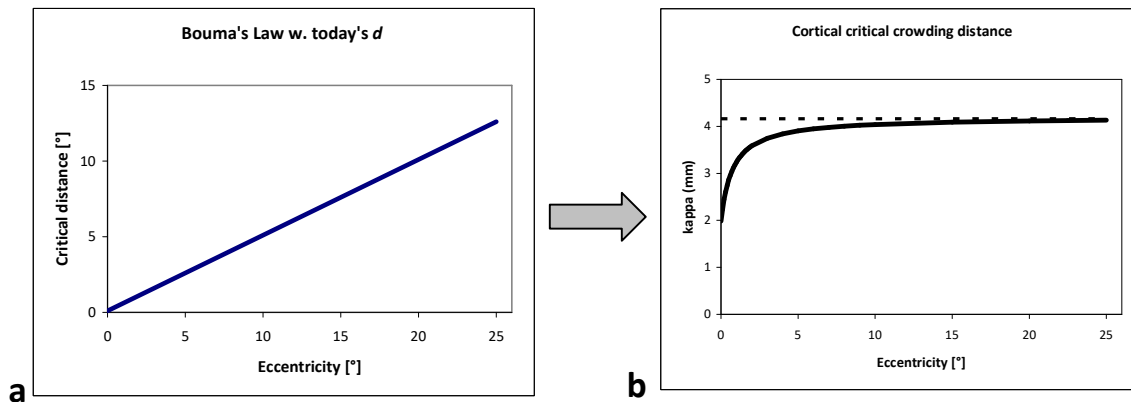 Bouma's Law w. today's d
Critical distance [°]
15
10
5
0
0 5 10 15 20 25
Eccentricity [°]
a
Cortical critical crowding distance
kappa (mm)
5
4
3
2
1
0
0 5 10 15 20 25
Eccentricity [°]
b